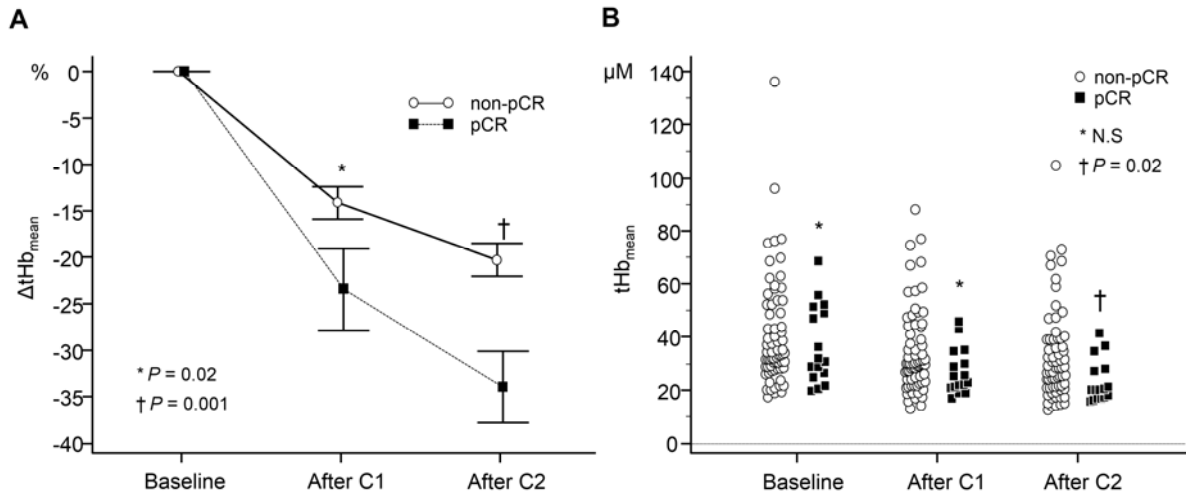 A
%
0
-5
-10
-15
-20
-25
-30
-35
-40
ΔtHbmean
non-pCR
pCR
*
†
* P = 0.02
† P = 0.001
Baseline After C1 After C2
B
µM
140
120
100
80
60
40
20
0
tHbmean
non-pCR
pCR
* N.S
† P = 0.02
*
*
†
Baseline After C1 After C2